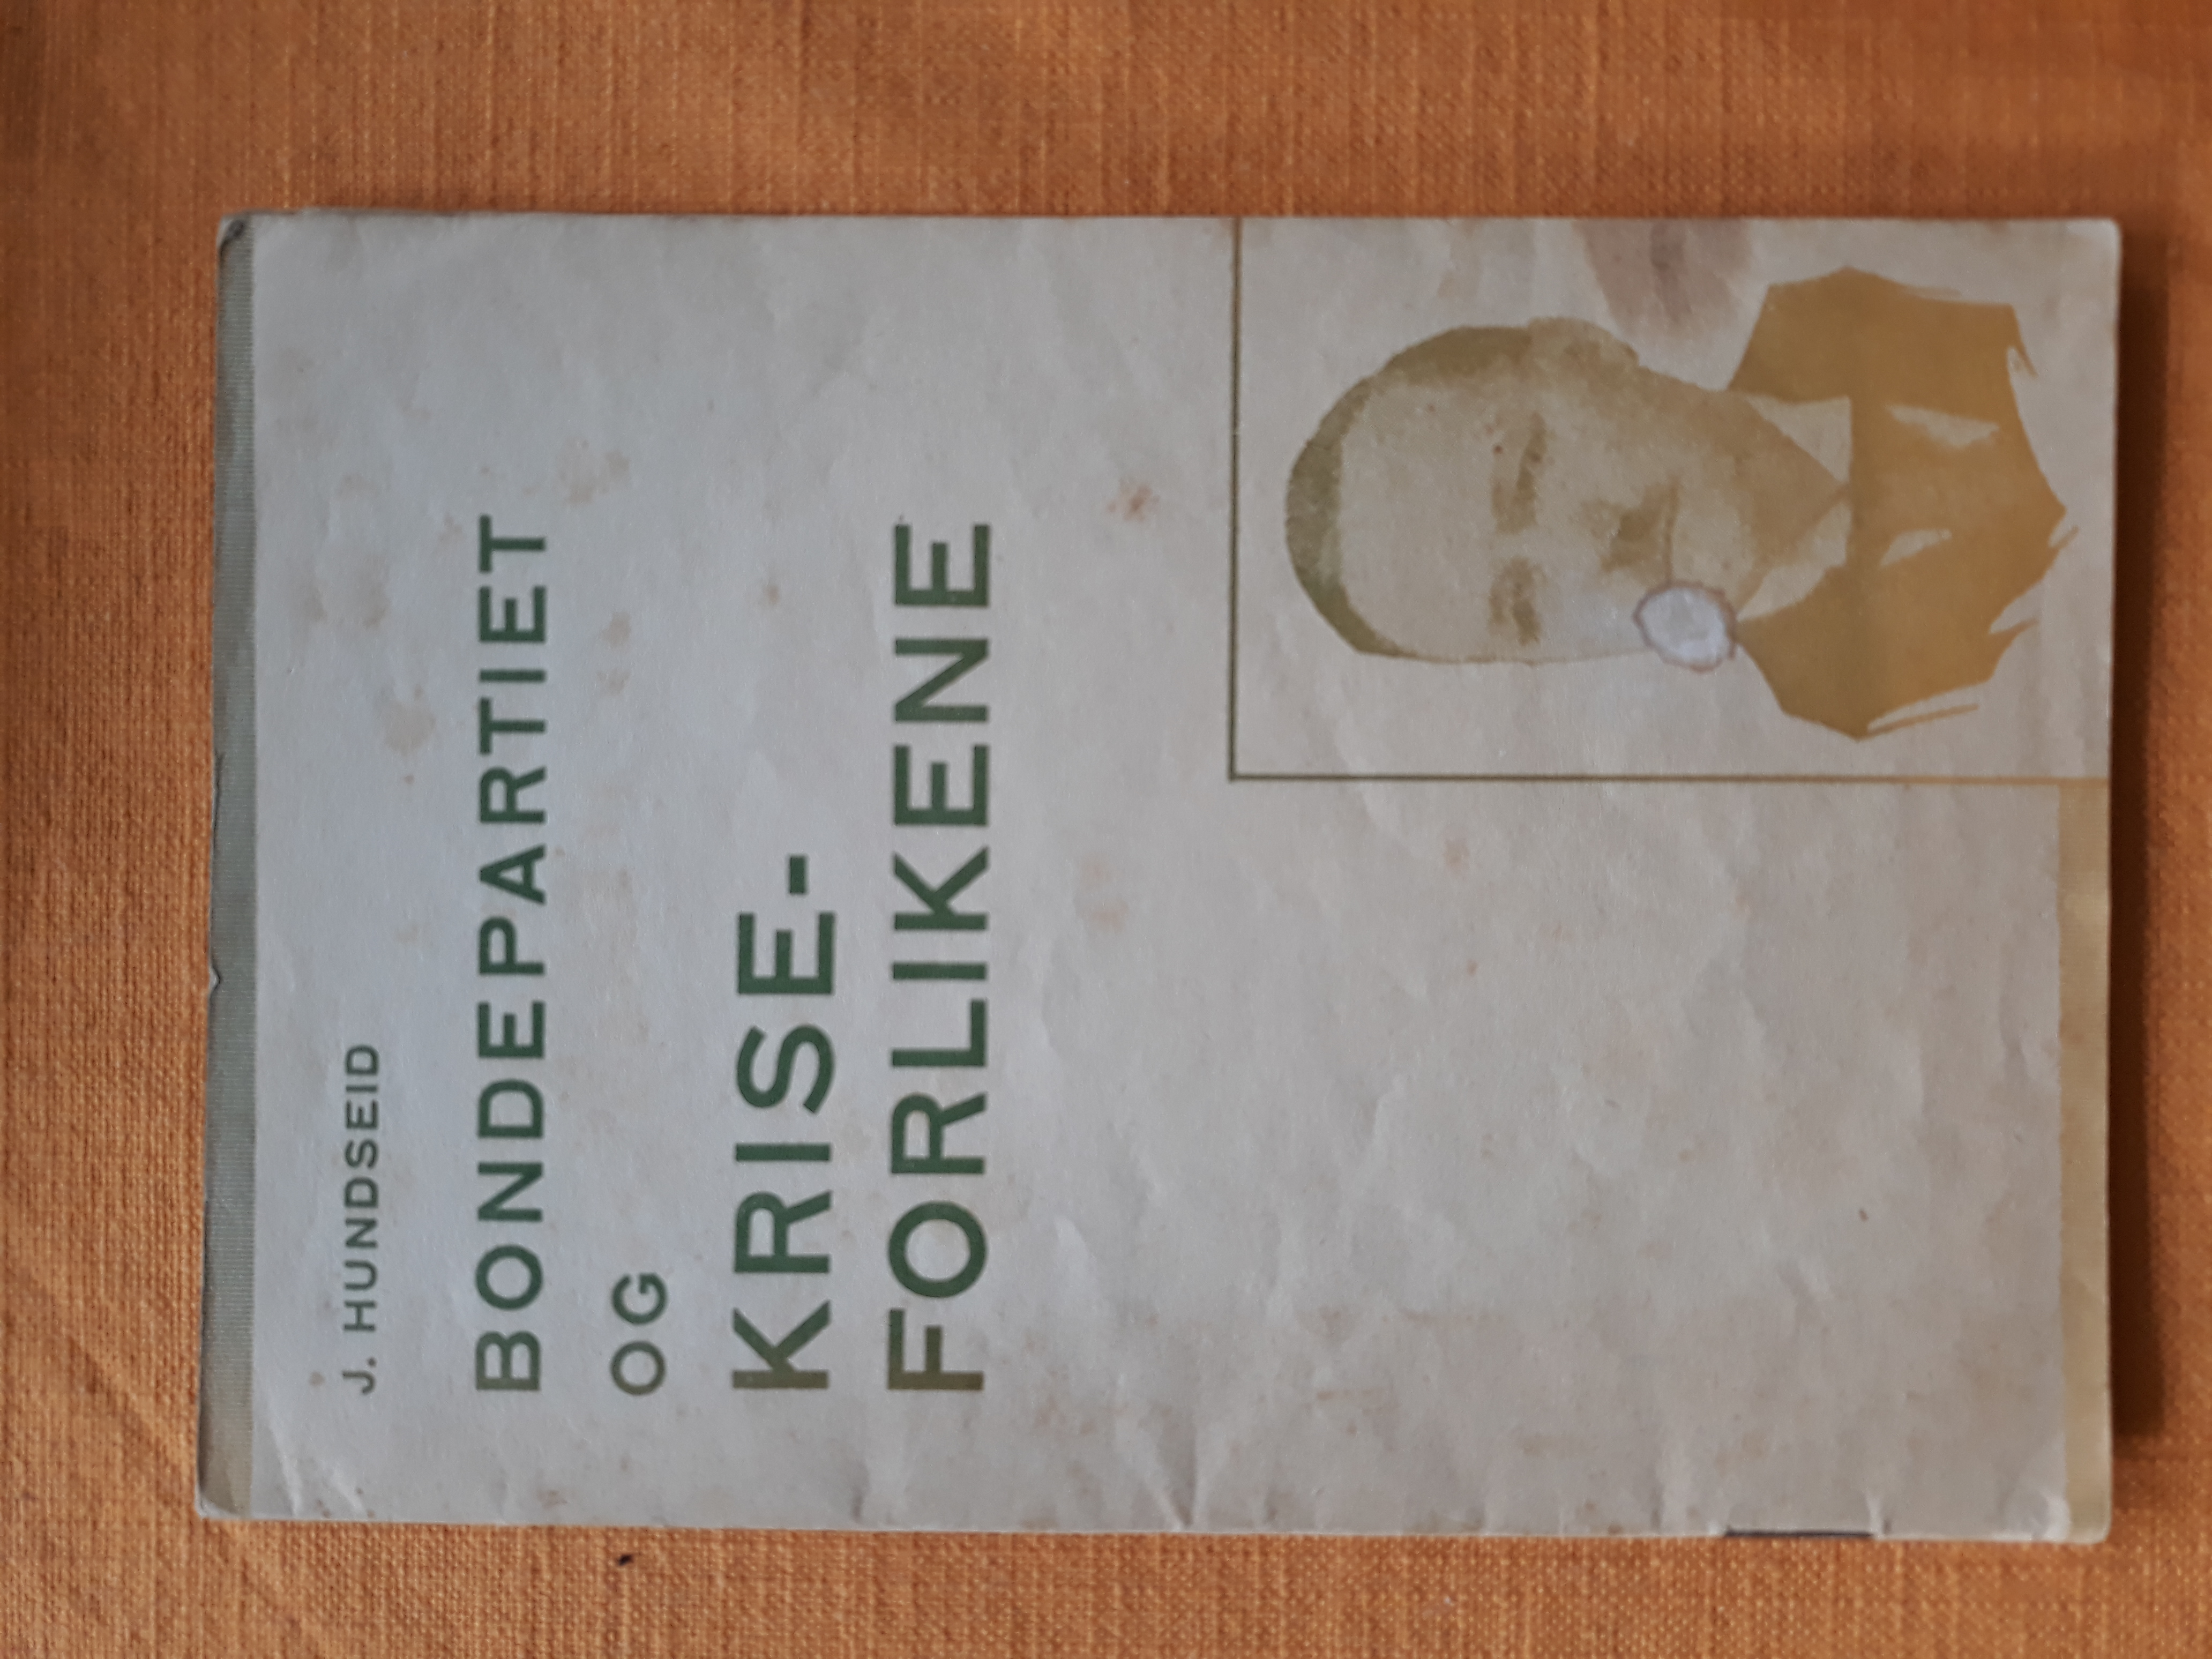 J. HUNDSEID
BONDEPARTIET
OG
KRISE-
FORLIKENE